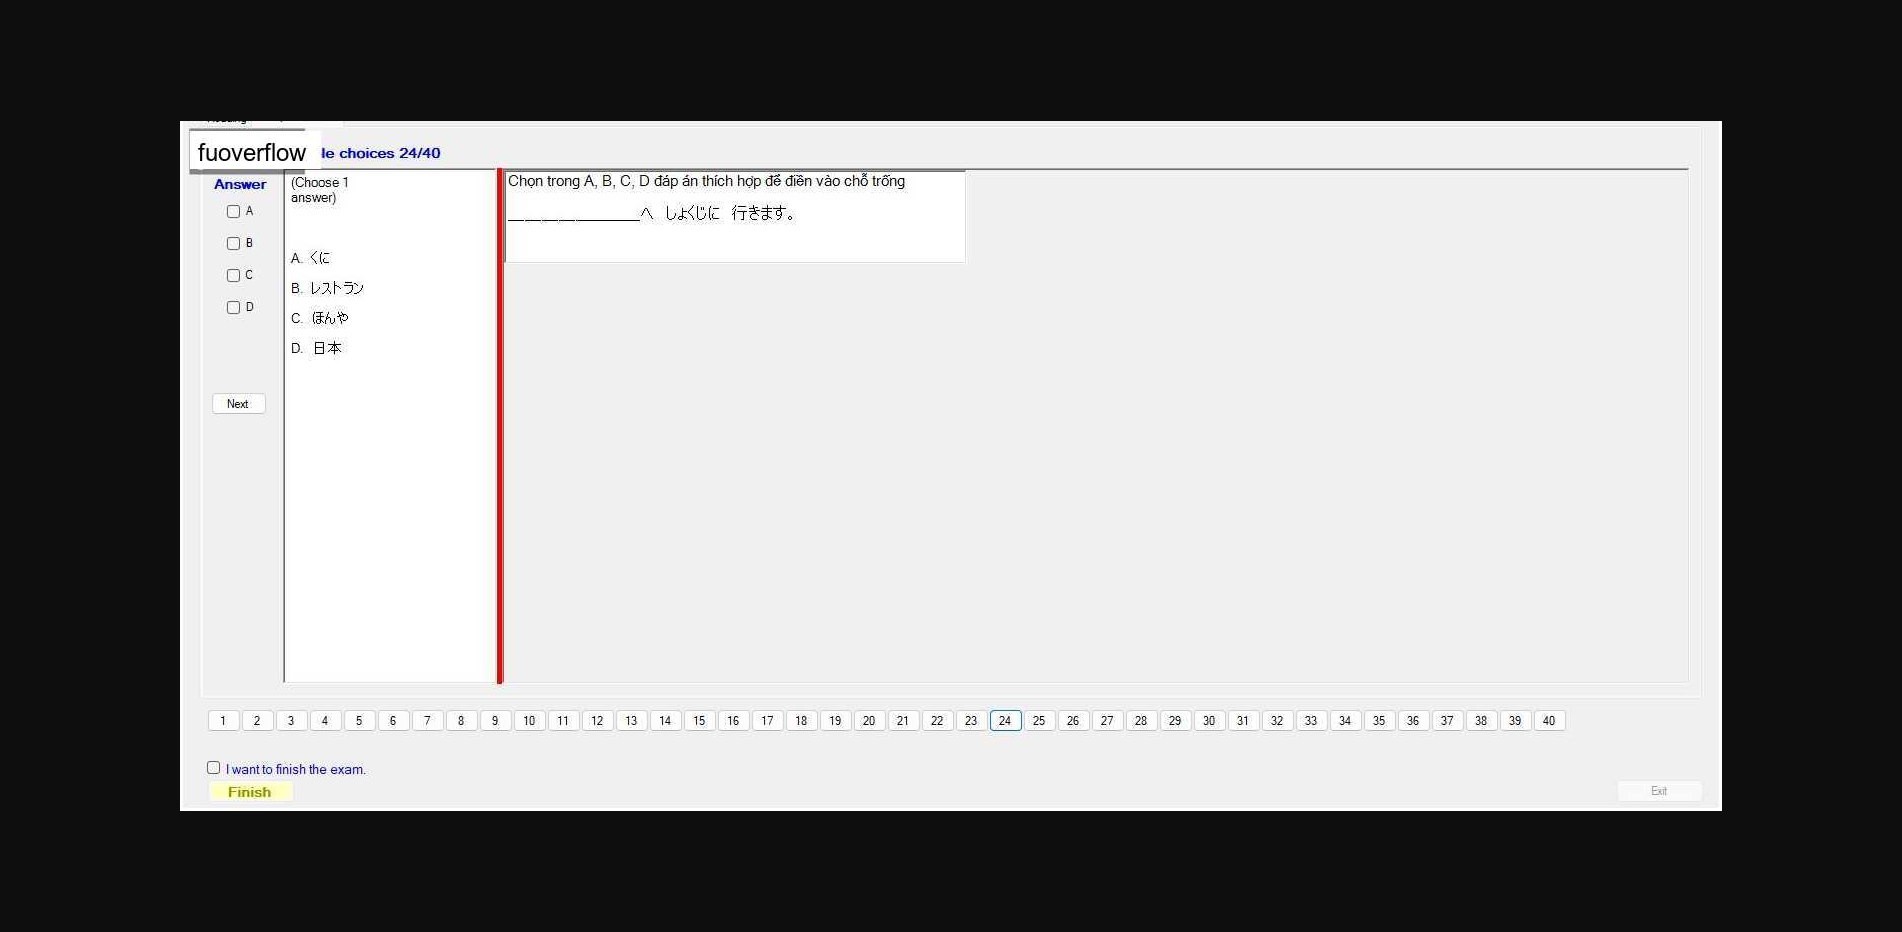 fuoverflow
le choices 24/40
Answer
A
B
C
D
Next
(Choose 1
answer)
A. くに
B. レストラン
C. ほんや
D. 日本
Chọn trong A, B, C, D đáp án thích hợp để điền vào chỗ trống
________________へ しょくじに 行きます。
1 2 3 4 5 6 7 8 9 10 11 12 13 14 15 16 17 18 19 20 21 22 23 24 25 26 27 28 29 30 31 32 33 34 35 36 37 38 39 40
I want to finish the exam.
Finish
Exit